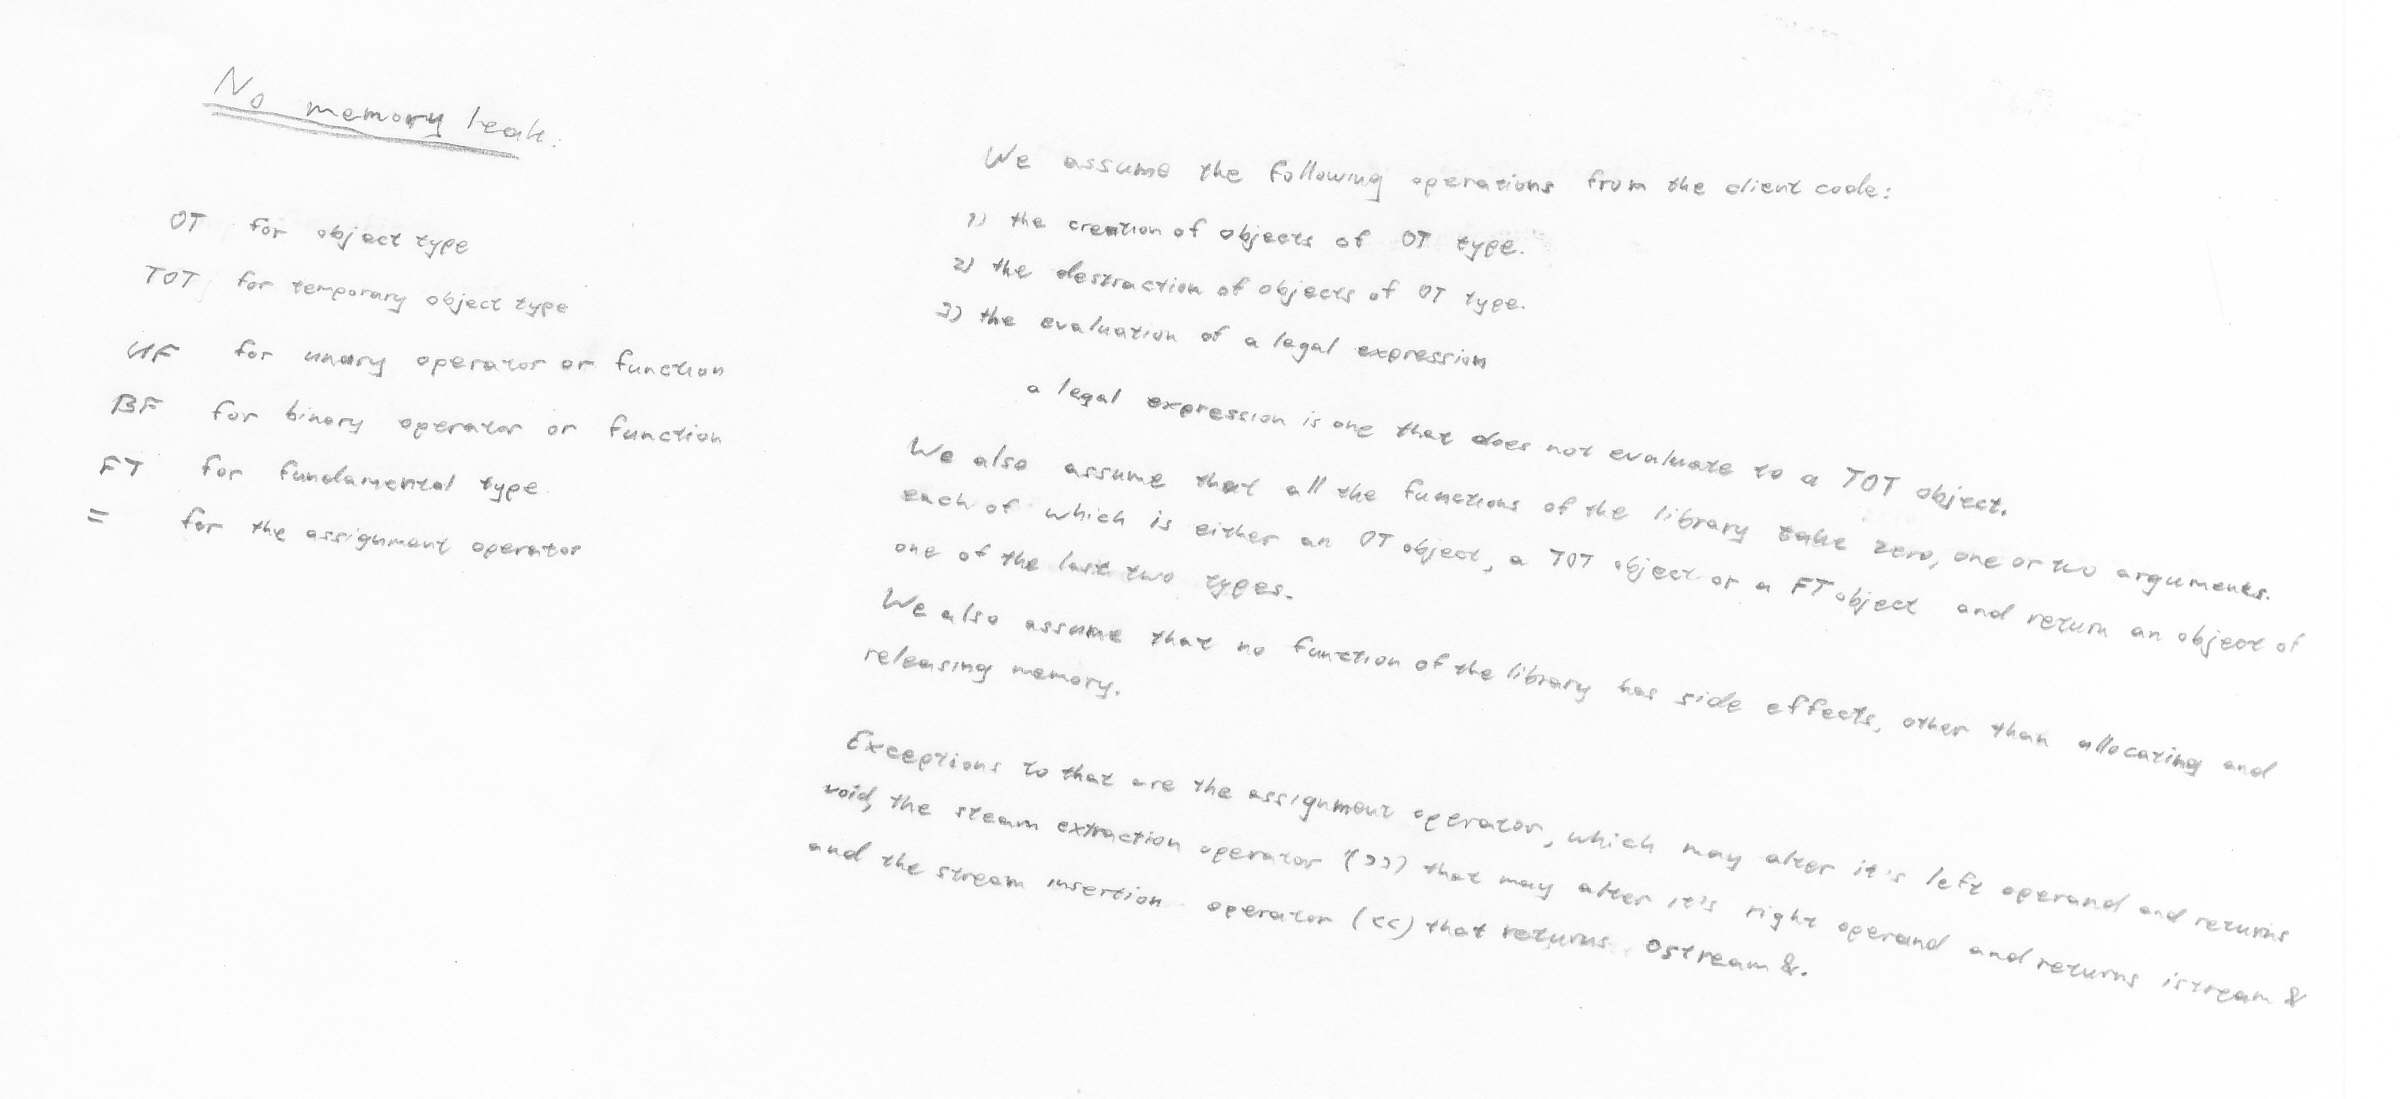 No memory leak.
OT for object type
TOT for temporary object type
UF for unary operator or function
BF for binary operator or function
FT for fundamental type.
= for the assignment operator
We assume the following operations from the client code:
1) the creation of objects of OT type.
2) the destraction of objects of OT type.
3) the evaluation of a legal expression
a legal expression is one that does not evaluate to a TOT object.
We also assume that all the functions of the library take zero, one or two arguments.
each of which is either an OT object, a TOT object or a FT object and return an object of
one of the last two types.
We also assume that no function of the library has side effects, other than allocating and
releasing memory.
Exceptions to that are the assignment operator, which may alter it's left operand and returns
void, the steam extraction operator (>>) that may alter it's right operand and returns istream &
and the stream insertion operator (<<) that returns ostream &.